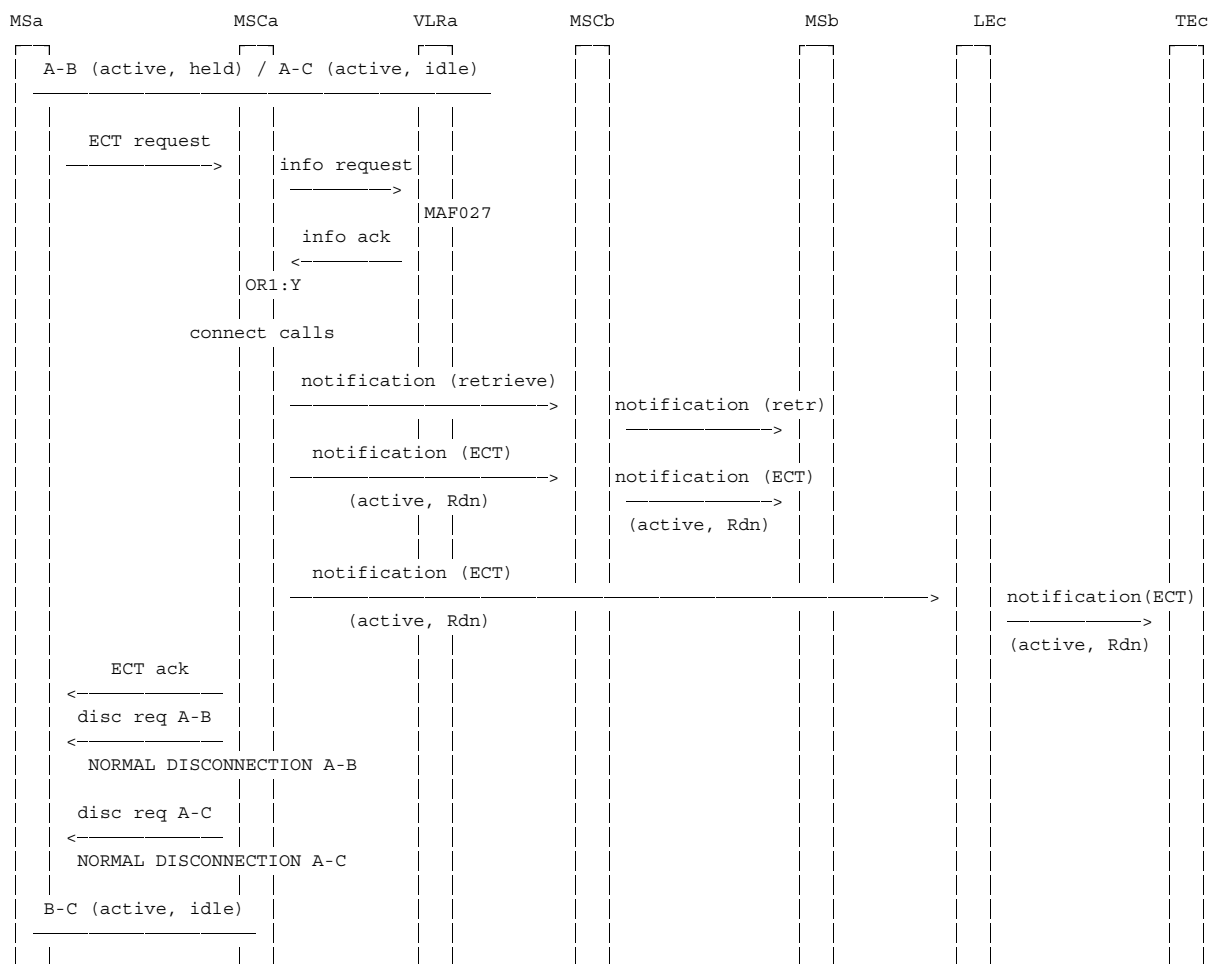 MSa MSCa VLRa MSCb MSb LEc TEc
A-B (active, held) / A-C (active, idle)
ECT request
info request
MAF027
info ack
OR1:Y
connect calls
notification (retrieve)
notification (retr)
notification (ECT)
notification (ECT)
(active, Rdn)
(active, Rdn)
notification (ECT)
notification(ECT)
(active, Rdn)
(active, Rdn)
ECT ack
disc req A-B
NORMAL DISCONNECTION A-B
disc req A-C
NORMAL DISCONNECTION A-C
B-C (active, idle)